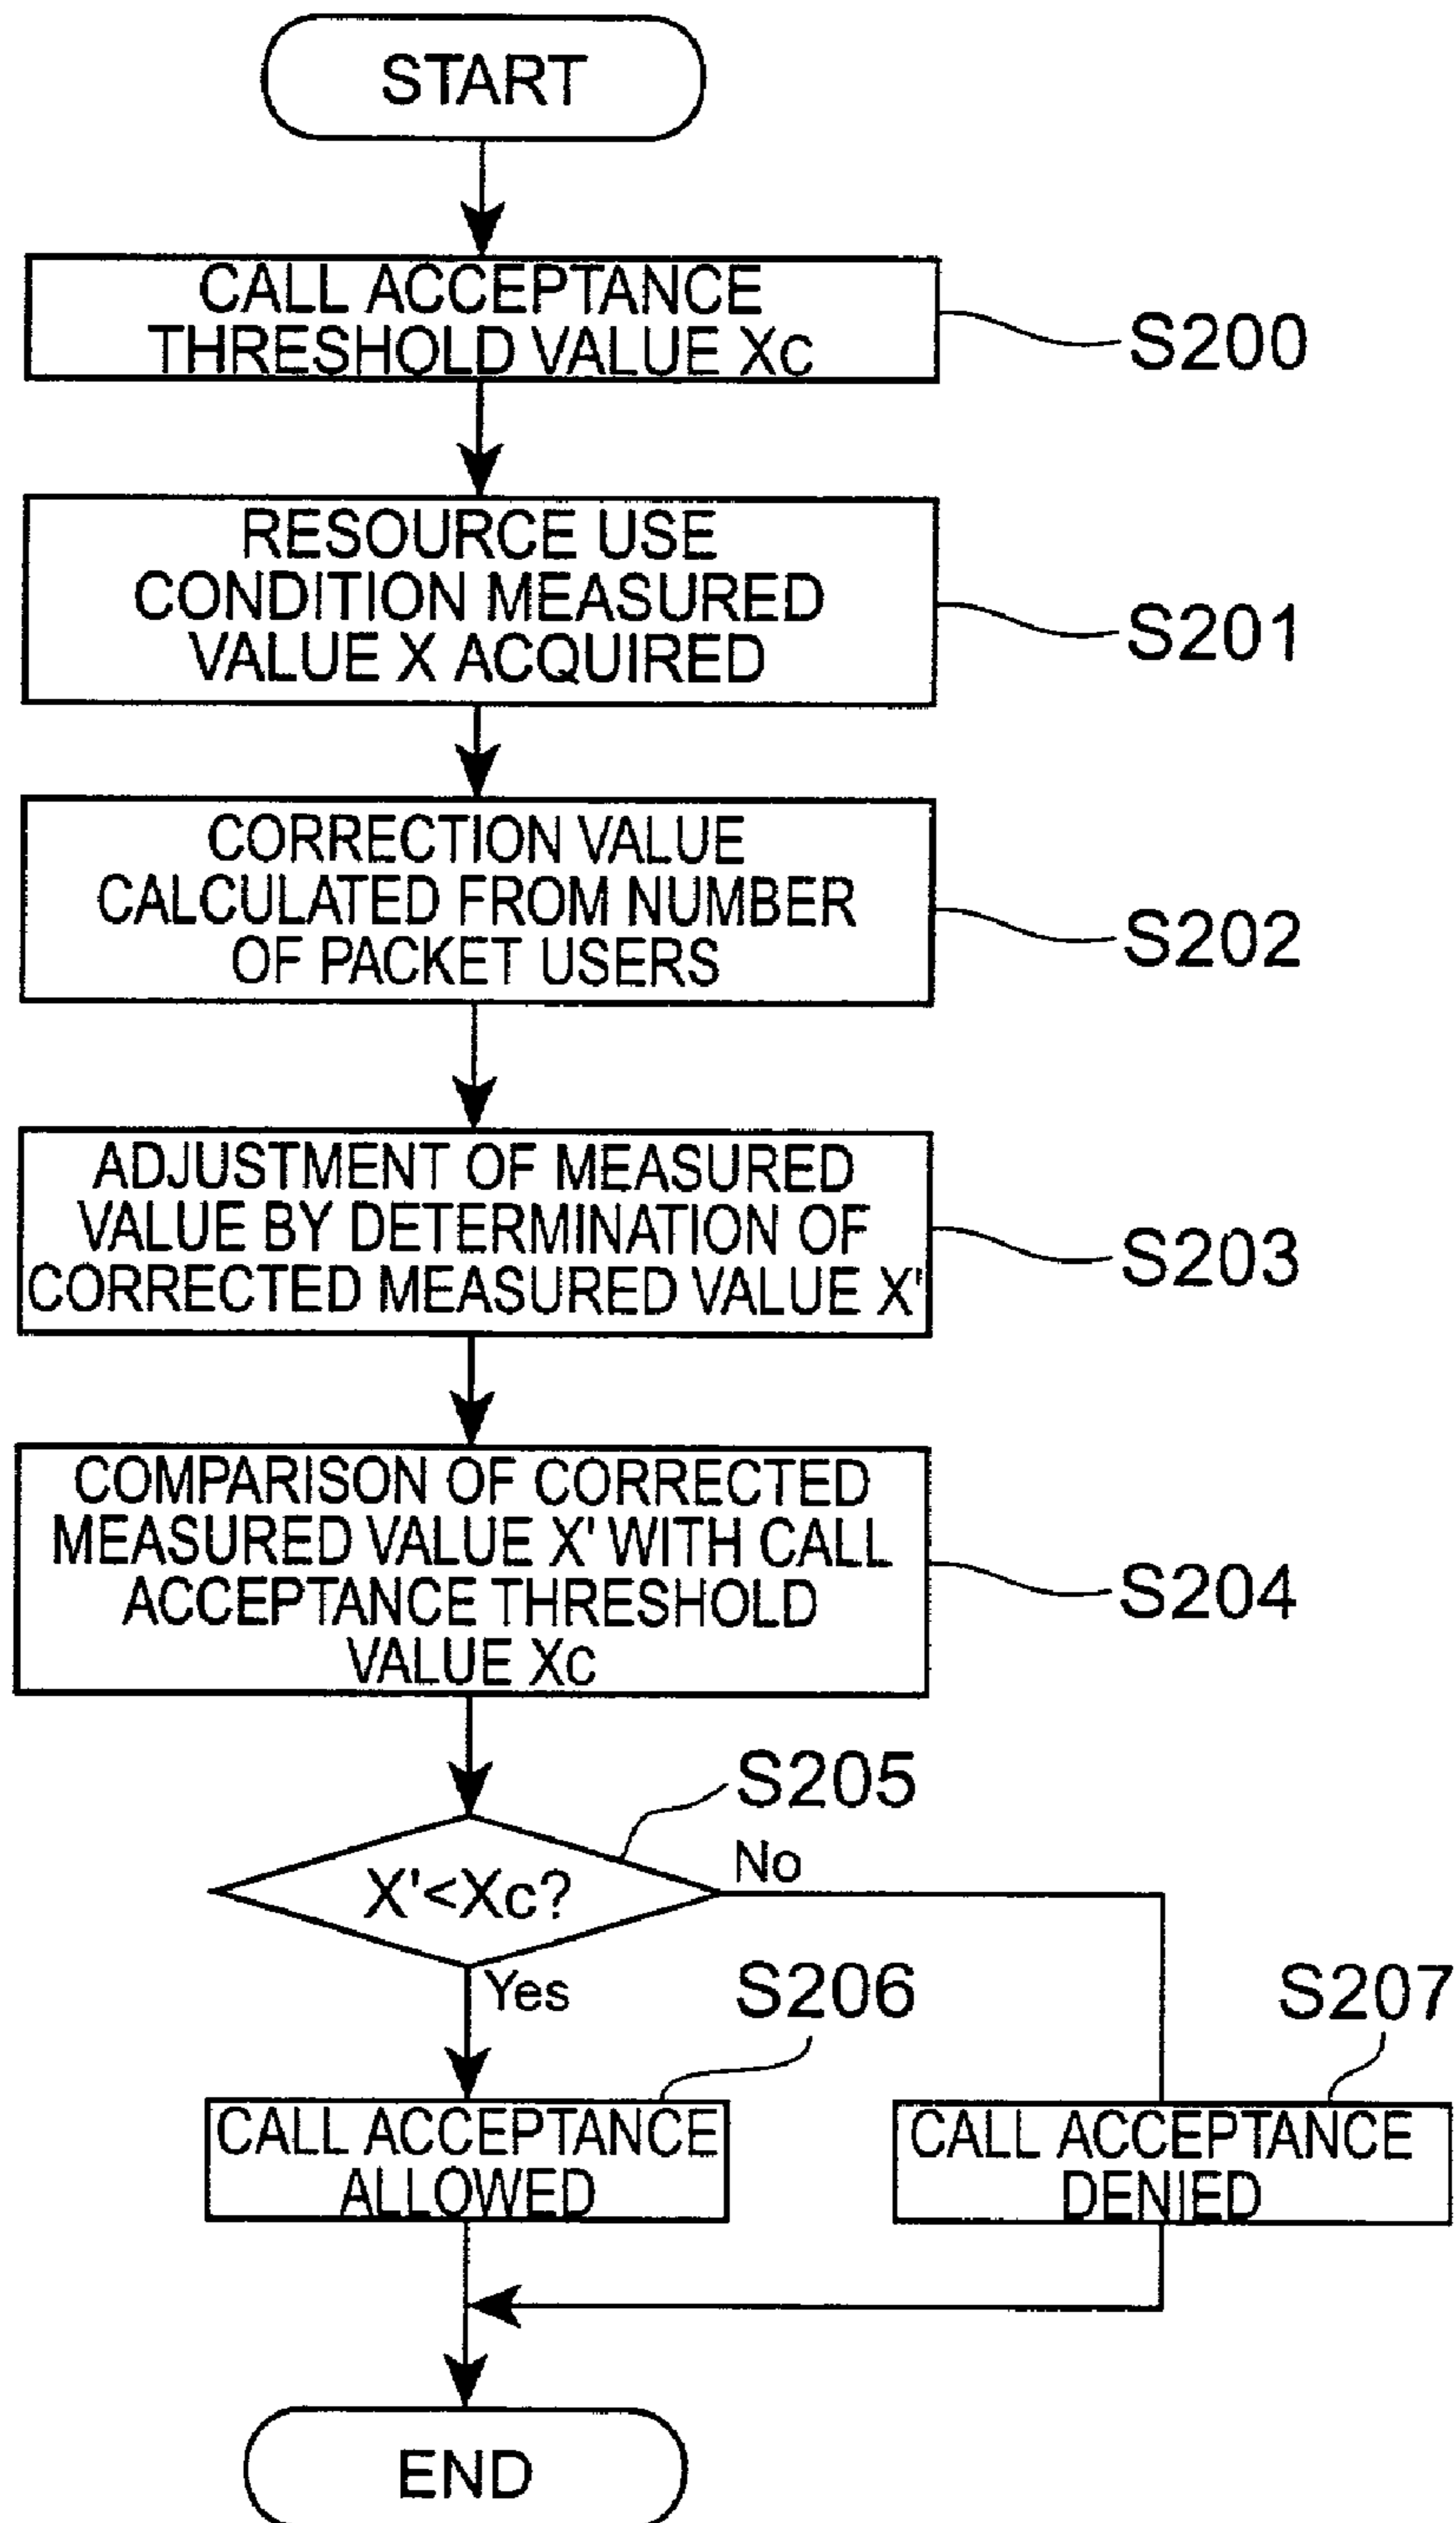 START
CALL ACCEPTANCE
THRESHOLD VALUE Xc
S200
RESOURCE USE
CONDITION MEASURED
VALUE X ACQUIRED
S201
CORRECTION VALUE
CALCULATED FROM NUMBER
OF PACKET USERS
S202
ADJUSTMENT OF MEASURED
VALUE BY DETERMINATION OF
CORRECTED MEASURED VALUE X'
S203
COMPARISON OF CORRECTED
MEASURED VALUE X' WITH CALL
ACCEPTANCE THRESHOLD
VALUE Xc
S204
S205
X'<Xc?
No
Yes
S206
S207
CALL ACCEPTANCE
ALLOWED
CALL ACCEPTANCE
DENIED
END